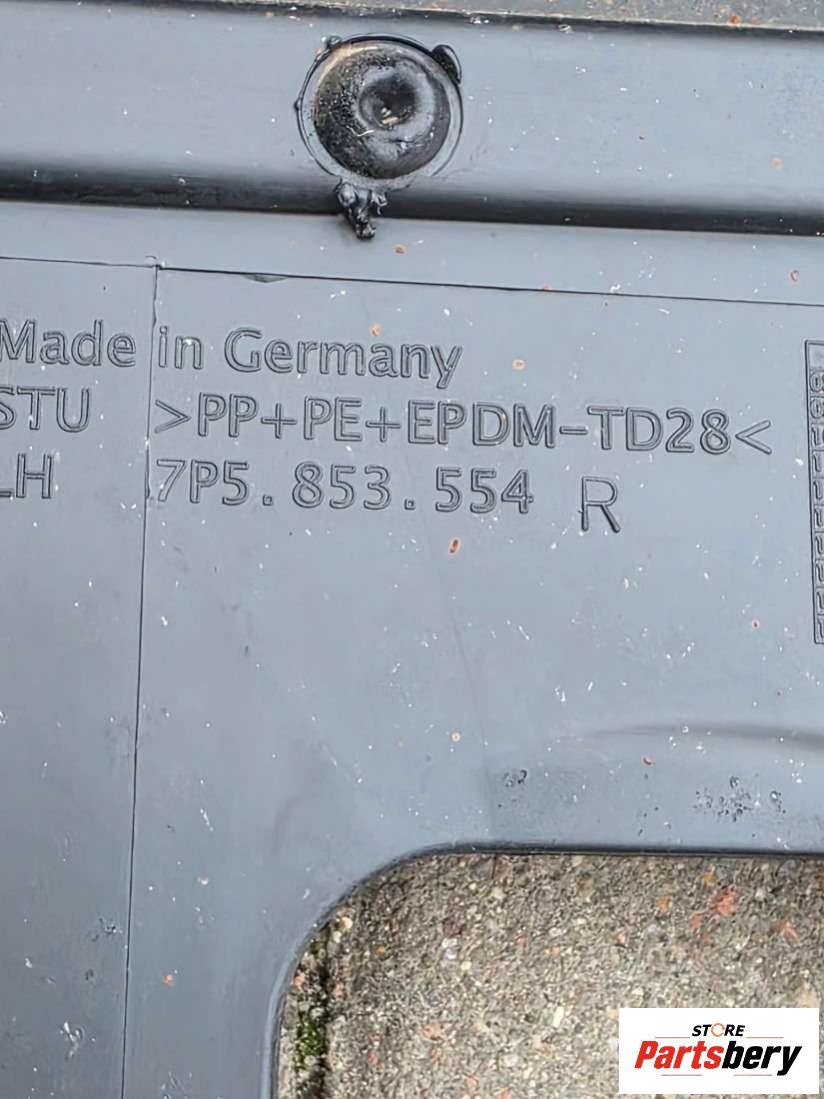 Made in Germany
STU >PP+PE+EPDM-TD28<
LH 7P5.853.554 R
STORE
Partsbery